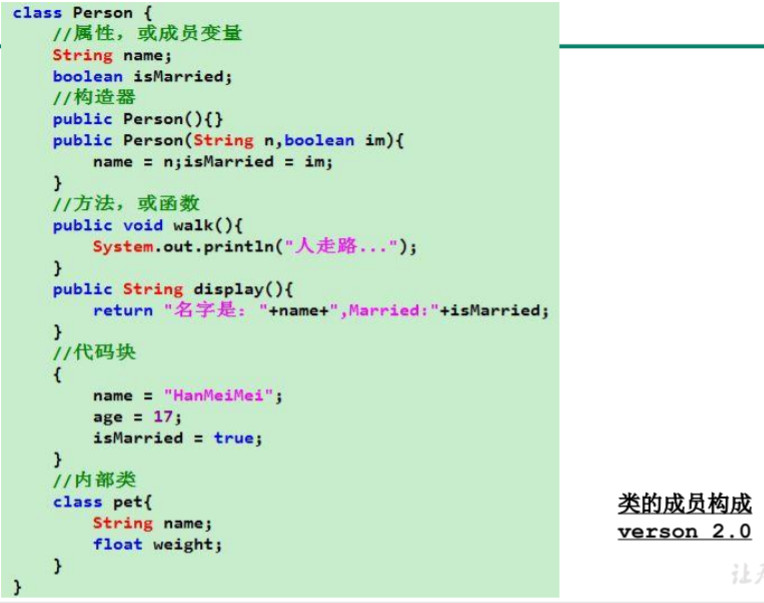 class Person {
//属性，或成员变量
String name;
boolean isMarried;
//构造器
public Person(){}
public Person(String n,boolean im){
name = n;isMarried = im;
}
//方法，或函数
public void walk(){
System.out.println("人走路...");
}
public String display(){
return "名字是："+name+",Married:"+isMarried;
}
//代码块
{
name = "HanMeiMei";
age = 17;
isMarried = true;
}
//内部类
class pet{
String name;
float weight;
}
}
类的成员构成
verson 2.0
让